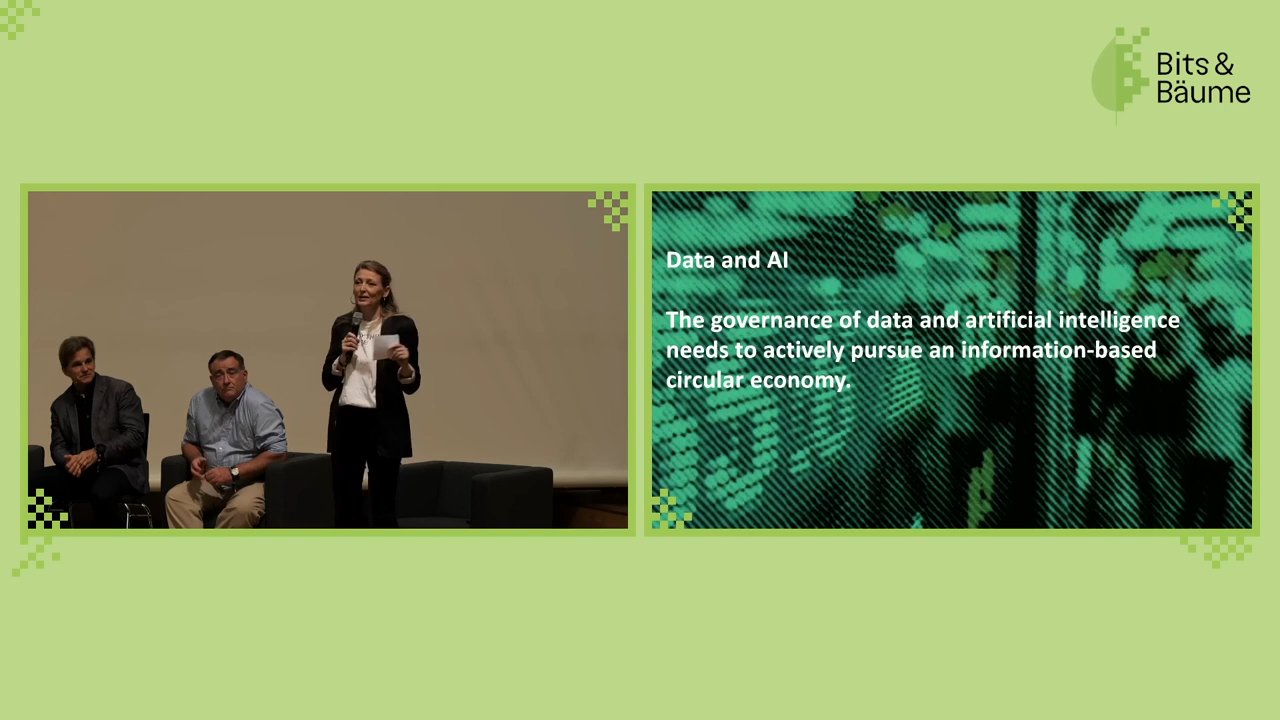 Bits &
Bäume
Data and AI
The governance of data and artificial intelligence
needs to actively pursue an information-based
circular economy.